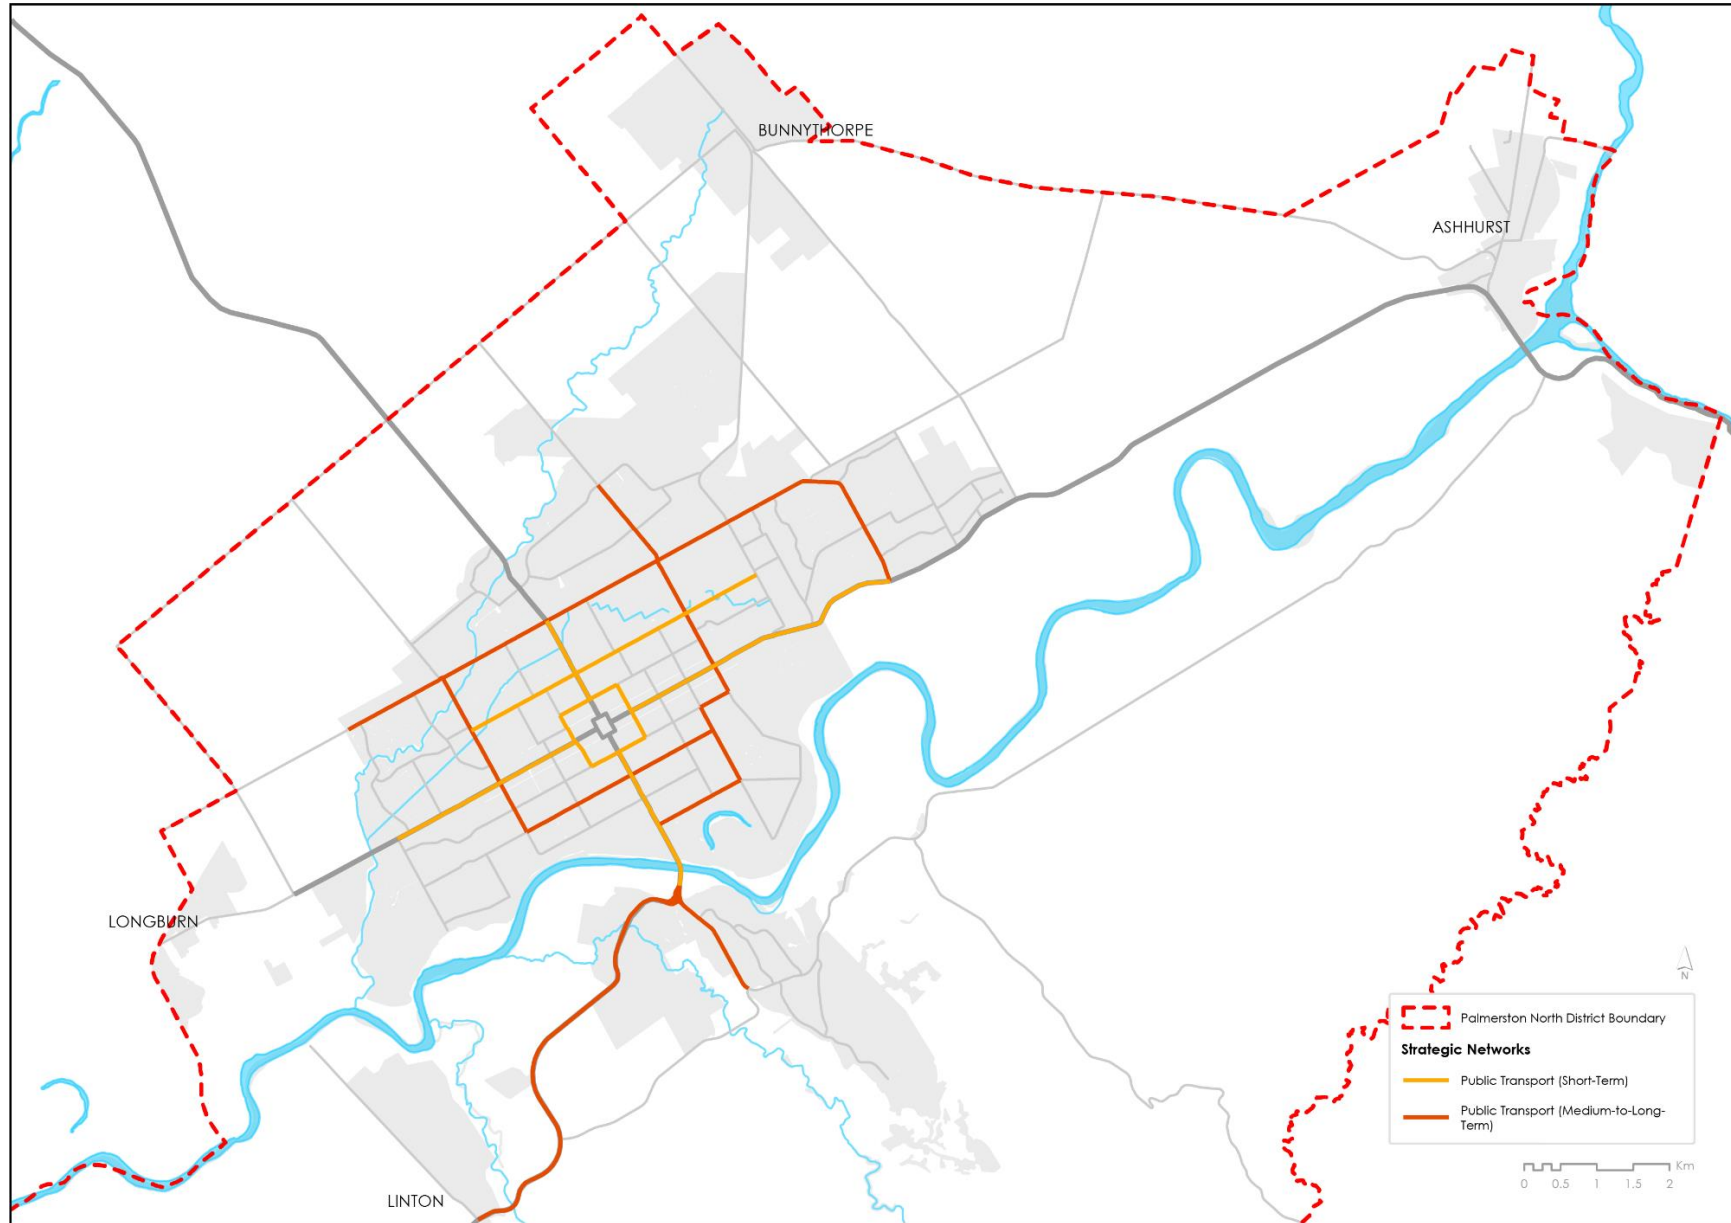 BUNNYTHORPE
ASHHURST
LONGBURN
LINTON
N
Palmerston North District Boundary
Strategic Networks
Public Transport (Short-Term)
Public Transport (Medium-to-Long-
Term)
Km
0 0.5 1 1.5 2